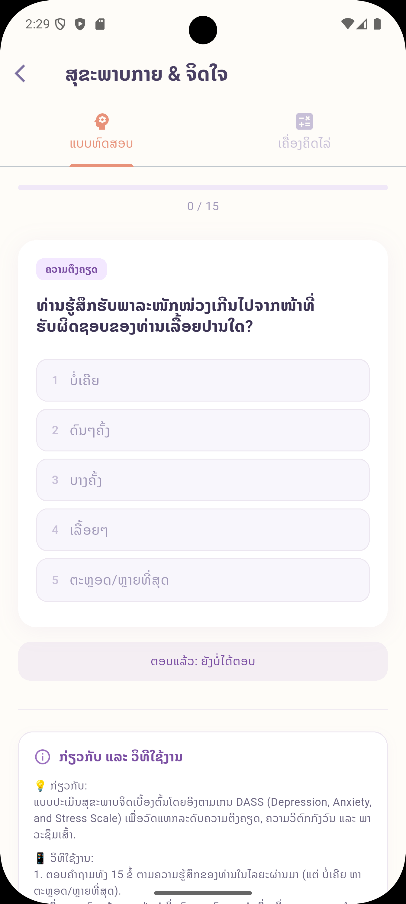 2:29
ສຸຂະພາບກາຍ & ຈິດໃຈ
ແບບທົດສອບ
ເຄື່ອງຄິດໄລ່
0 / 15
ຄວາມຕຶງຄຽດ
ທ່ານຮູ້ສຶກຮັບພາລະໜັກໜ່ວງເກີນໄປຈາກໜ້າທີ່
ຮັບຜິດຊອບຂອງທ່ານເລື້ອຍປານໃດ?
1 ບໍ່ເຄີຍ
2 ດົນໆຄັ້ງ
3 ບາງຄັ້ງ
4 ເລື້ອຍໆ
5 ຕະຫຼອດ/ຫຼາຍທີ່ສຸດ
ຕອບແລ້ວ: ຍັງບໍ່ໄດ້ຕອບ
ກ່ຽວກັບ ແລະ ວິທີໃຊ້ງານ
💡 ກ່ຽວກັບ:
ແບບປະເມີນສຸຂະພາບຈິດເບື້ອງຕົ້ນໂດຍອີງຕາມເກນ DASS (Depression, Anxiety,
and Stress Scale) ເພື່ອວັດແທກລະດັບຄວາມຕຶງຄຽດ, ຄວາມວິຕົກກັງວົນ ແລະ ພາ
ວະຊຶມເສົ້າ.
📱 ວິທີໃຊ້ງານ:
1. ຕອບຄຳຖາມທັງ 15 ຂໍ້ ຕາມຄວາມຮູ້ສຶກຂອງທ່ານໃນໄລຍະຜ່ານມາ (ແຕ່ ບໍ່ເຄີຍ ຫາ
ຕະຫຼອດ/ຫຼາຍທີ່ສຸດ).